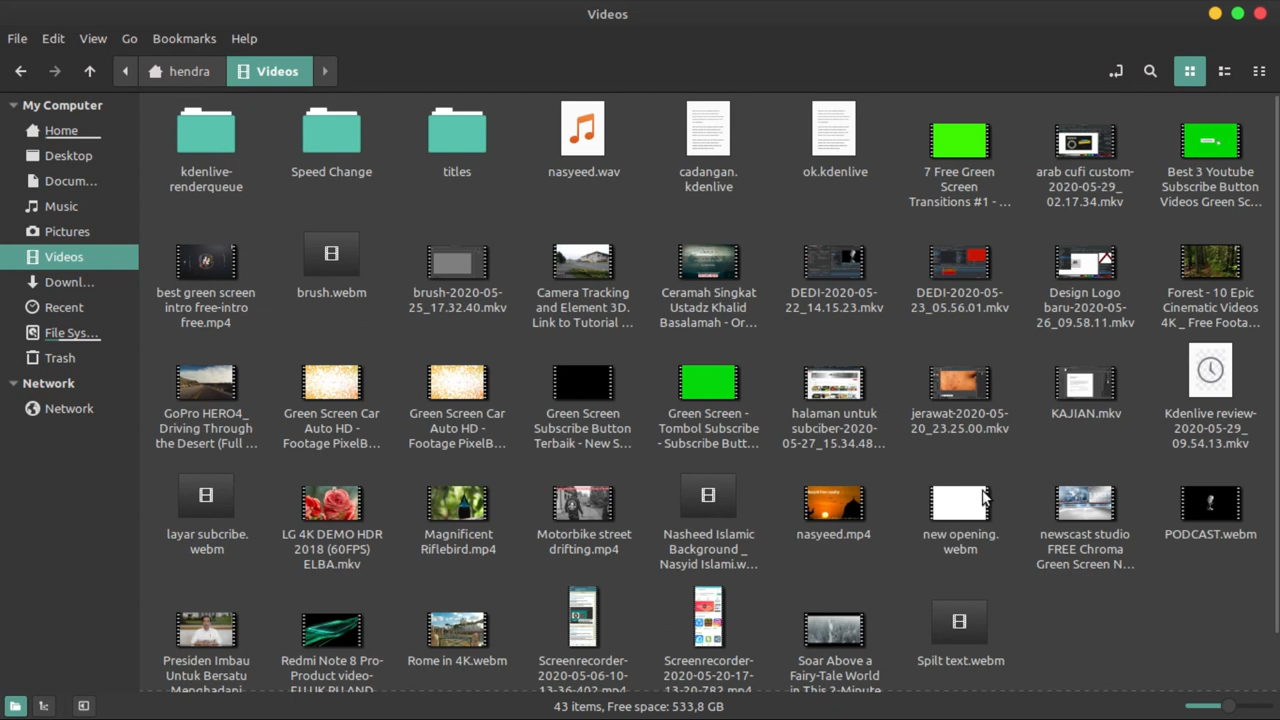 Videos
File Edit View Go Bookmarks Help
hendra Videos
My Computer
Home
Desktop
Docum...
Music
Pictures
Videos
Downl...
Recent
File Sys...
Trash
Network
Network
kdenlive-
renderqueue
Speed Change
titles
nasyeed.wav
cadangan.
kdenlive
ok.kdenlive
7 Free Green
Screen
Transitions #1 - ...
arab cufi custom-
2020-05-29_
02.17.34.mkv
Best 3 Youtube
Subscribe Button
Videos Green Sc...
best green screen
intro free-intro
free.mp4
brush.webm
brush-2020-05-
25_17.32.40.mkv
Camera Tracking
and Element 3D.
Link to Tutorial ...
Ceramah Singkat
Ustadz Khalid
Basalamah - Or...
DEDI-2020-05-
22_14.15.23.mkv
DEDI-2020-05-
23_05.56.01.mkv
Design Logo
baru-2020-05-
26_09.58.11.mkv
Forest - 10 Epic
Cinematic Videos
4K _ Free Foota...
GoPro HERO4_
Driving Through
the Desert (Full ...
Green Screen Car
Auto HD -
Footage PixelB...
Green Screen Car
Auto HD -
Footage PixelB...
Green Screen
Subscribe Button
Terbaik - New S...
Green Screen -
Tombol Subscribe
- Subscribe Butt...
halaman untuk
subciber-2020-
05-27_15.34.48...
jerawat-2020-05-
20_23.25.00.mkv
KAJIAN.mkv
Kdenlive review-
2020-05-29_
09.54.13.mkv
layar subcribe.
webm
LG 4K DEMO HDR
2018 (60FPS)
ELBA.mkv
Magnificent
Riflebird.mp4
Motorbike street
drifting.mp4
Nasheed Islamic
Background _
Nasyid Islami.w...
nasyeed.mp4
new opening.
webm
newscast studio
FREE Chroma
Green Screen N...
PODCAST.webm
Presiden Imbau
Untuk Bersatu
Menghadapi
Redmi Note 8 Pro-
Product video-
Rome in 4K.webm
Screenrecorder-
2020-05-06-10-
13-36-402.mp4
Screenrecorder-
2020-05-20-17-
13-20-782.mp4
Soar Above a
Fairy-Tale World
in This 2-Minute
Spilt text.webm
43 items, Free space: 533,8 GB